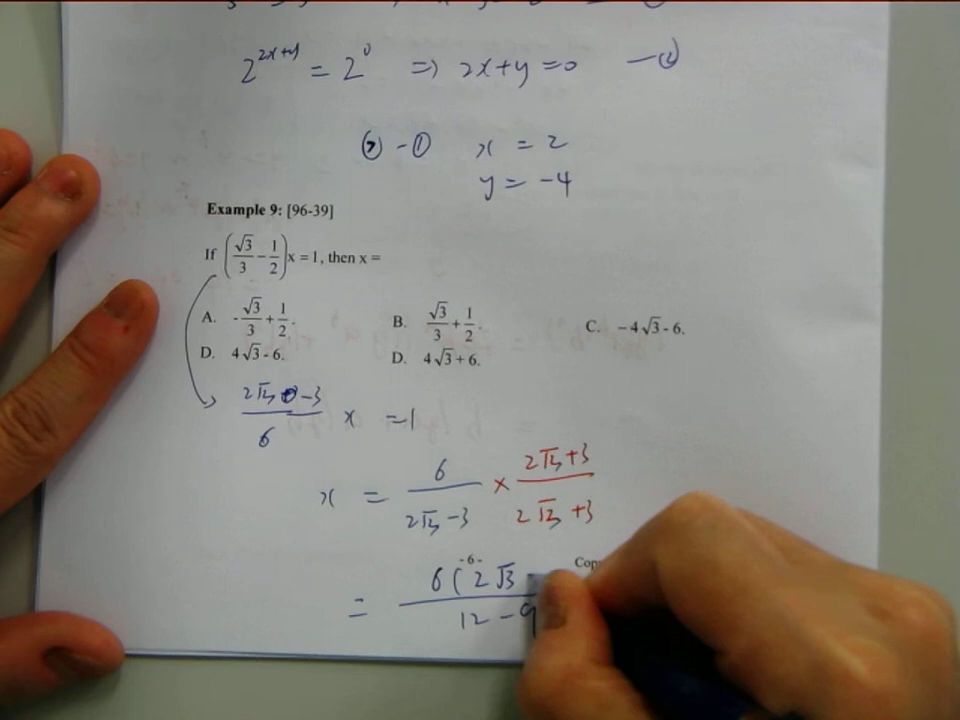 2^{2x+y} = 2^0 ⇒ 2x+y=0 —②
② - ① x = 2
y = -4
Example 9: [96-39]
If (√3/3 - 1/2)x = 1, then x =
A. -√3/3 + 1/2. B. √3/3 + 1/2. C. -4√3 - 6.
D. 4√3 - 6. D. 4√3 + 6.
(2√3 - 3)/6 x = 1
x = 6/(2√3 - 3) × (2√3+3)/(2√3+3)
-6- Cop
= 6(2√3 / 12 - 9